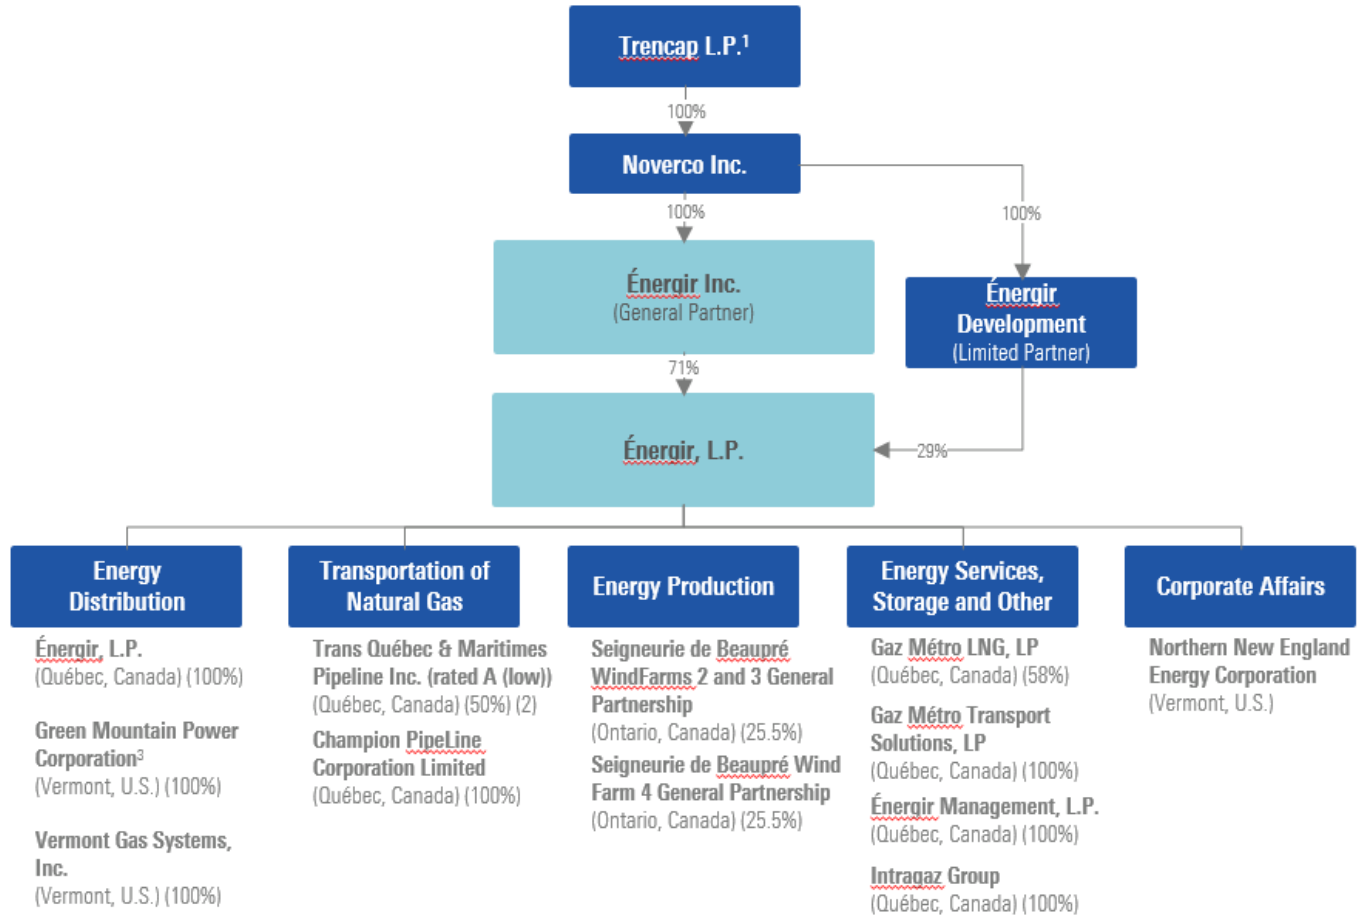 Trencap L.P.¹
100%
Noverco Inc.
100%
100%
Énergir Inc.
(General Partner)
Énergir
Development
(Limited Partner)
71%
Énergir, L.P.
29%
Energy
Distribution
Énergir, L.P.
(Québec, Canada) (100%)
Green Mountain Power
Corporation³
(Vermont, U.S.) (100%)
Vermont Gas Systems,
Inc.
(Vermont, U.S.) (100%)
Transportation of
Natural Gas
Trans Québec & Maritimes
Pipeline Inc. (rated A (low))
(Québec, Canada) (50%) (2)
Champion PipeLine
Corporation Limited
(Québec, Canada) (100%)
Energy Production
Seigneurie de Beaupré
WindFarms 2 and 3 General
Partnership
(Ontario, Canada) (25.5%)
Seigneurie de Beaupré Wind
Farm 4 General Partnership
(Ontario, Canada) (25.5%)
Energy Services,
Storage and Other
Gaz Métro LNG, LP
(Québec, Canada) (58%)
Gaz Métro Transport
Solutions, LP
(Québec, Canada) (100%)
Énergir Management, L.P.
(Québec, Canada) (100%)
Intragaz Group
(Québec, Canada) (100%)
Corporate Affairs
Northern New England
Energy Corporation
(Vermont, U.S.)